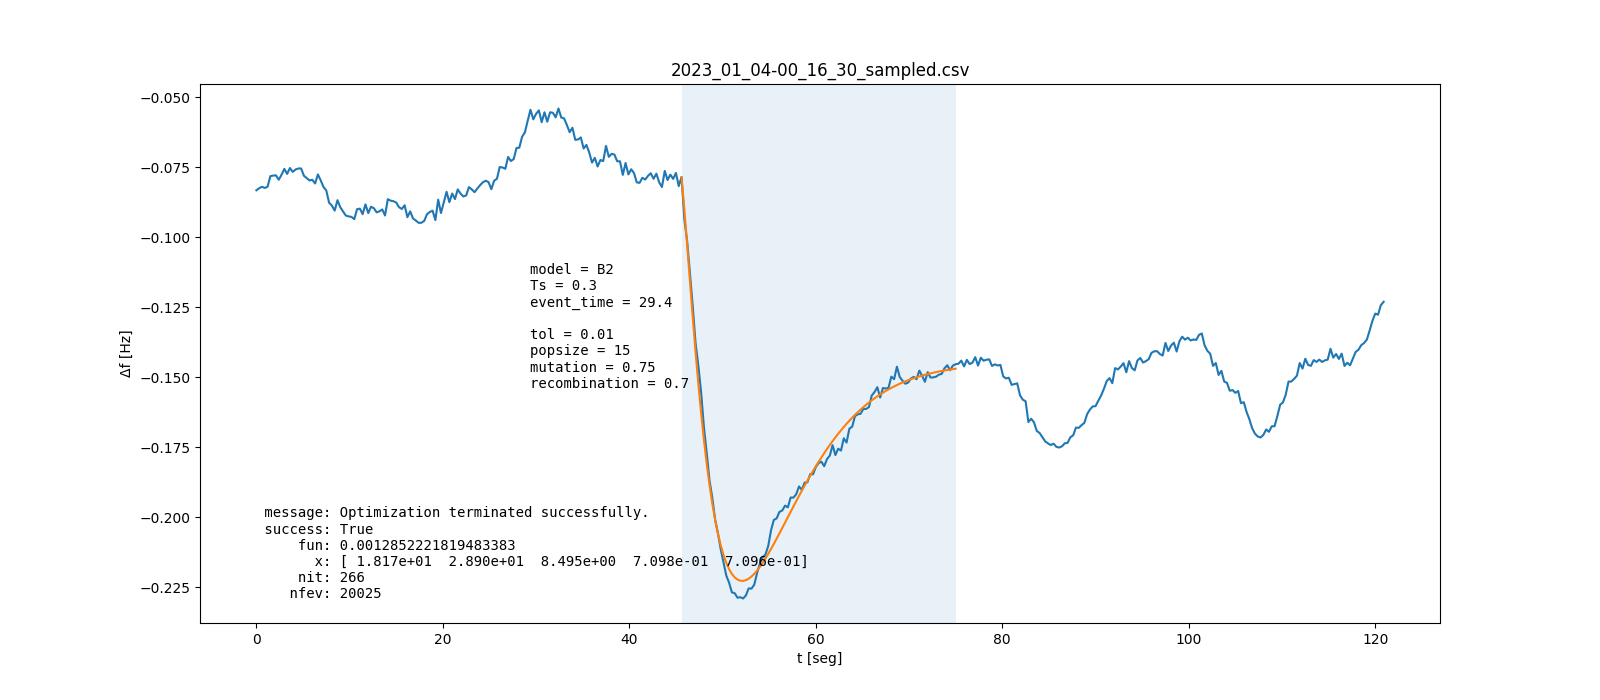 2023_01_04-00_16_30_sampled.csv
−0.050
−0.075
−0.100
−0.125
−0.150
−0.175
−0.200
−0.225
Δf [Hz]
model = B2
Ts = 0.3
event_time = 29.4
tol = 0.01
popsize = 15
mutation = 0.75
recombination = 0.7
message: Optimization terminated successfully.
success: True
fun: 0.0012852221819483383
x: [ 1.817e+01  2.890e+01  8.495e+00  7.098e-01  7.096e-01]
nit: 266
nfev: 20025
0 20 40 60 80 100 120
t [seg]